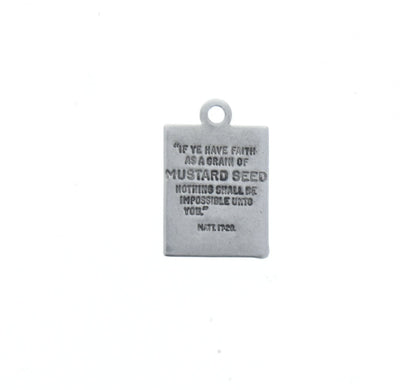 "IF YE HAVE FAITH
AS A GRAIN OF
MUSTARD SEED
NOTHING SHALL BE
IMPOSSIBLE UNTO
YOU."
MATT. 17-20.